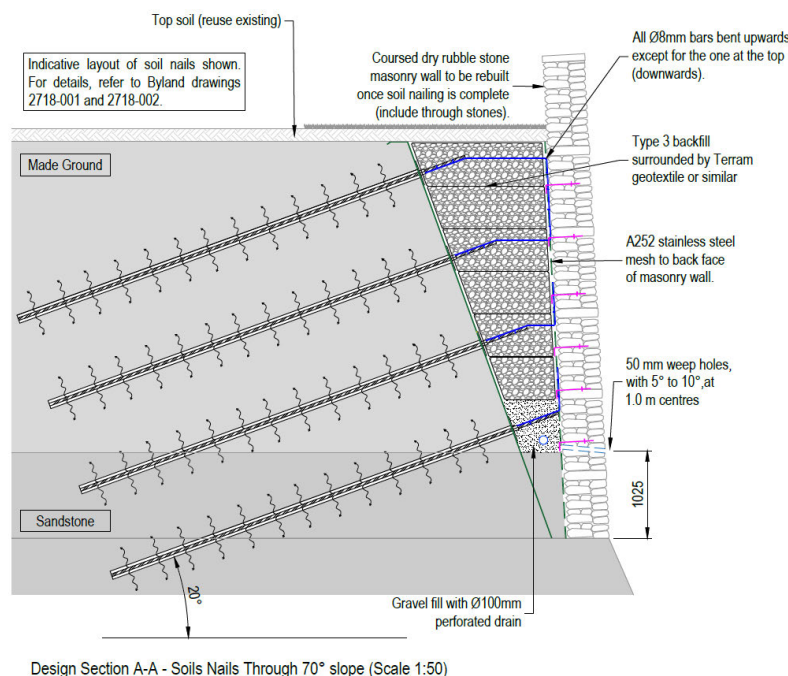 Top soil (reuse existing)
Indicative layout of soil nails shown.
For details, refer to Byland drawings
2718-001 and 2718-002.
Coursed dry rubble stone
masonry wall to be rebuilt
once soil nailing is complete
(include through stones).
All Ø8mm bars bent upwards
except for the one at the top
(downwards).
Made Ground
Type 3 backfill
surrounded by Terram
geotextile or similar
A252 stainless steel
mesh to back face
of masonry wall.
50 mm weep holes,
with 5° to 10°,at
1.0 m centres
1025
Sandstone
20°
Gravel fill with Ø100mm
perforated drain
Design Section A-A - Soils Nails Through 70° slope (Scale 1:50)